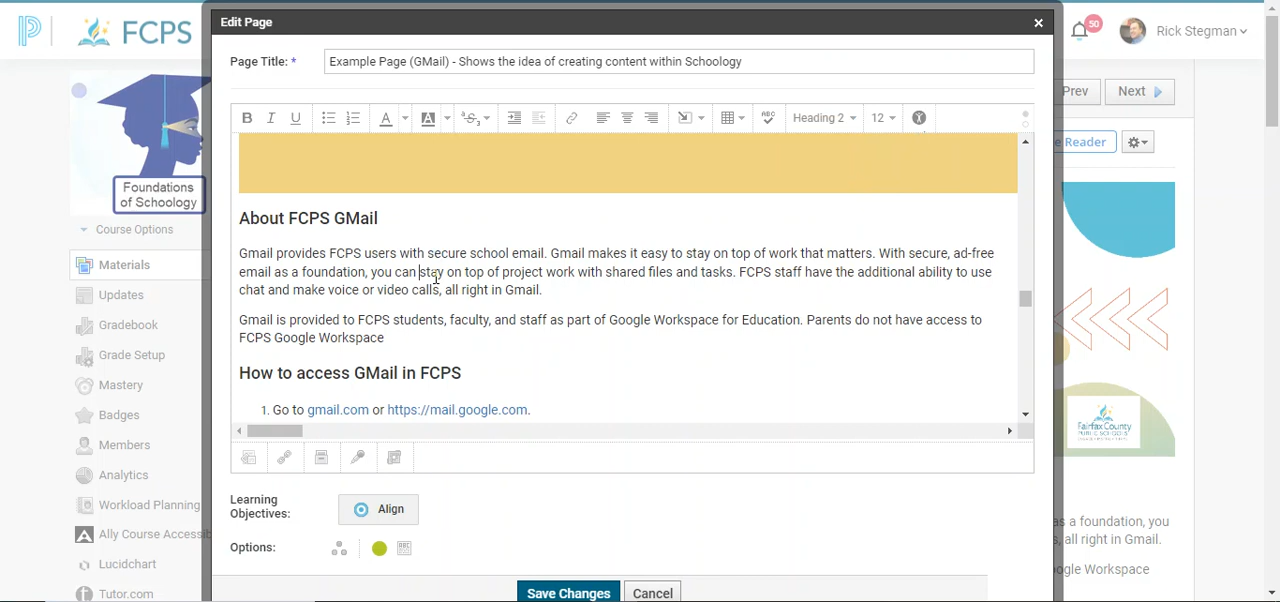 Edit Page
×
FCPS
50
Rick Stegman
Page Title: *
Example Page (GMail) - Shows the idea of creating content within Schoology
Prev
Next
B I U
A
A
S
ABC
Heading 2
12
e Reader
About FCPS GMail
Gmail provides FCPS users with secure school email. Gmail makes it easy to stay on top of work that matters. With secure, ad-free
email as a foundation, you can stay on top of project work with shared files and tasks. FCPS staff have the additional ability to use
chat and make voice or video calls, all right in Gmail.
Gmail is provided to FCPS students, faculty, and staff as part of Google Workspace for Education. Parents do not have access to
FCPS Google Workspace
How to access GMail in FCPS
1. Go to gmail.com or https://mail.google.com.
Learning
Objectives:
Align
Options:
Save Changes
Cancel
Foundations
of Schoology
Course Options
Materials
Updates
Gradebook
Grade Setup
Mastery
Badges
Members
Analytics
Workload Planning
Ally Course Accessib
Lucidchart
Tutor.com
Fairfax County
PUBLIC SCHOOLS
s a foundation, you
s, all right in Gmail.
ogle Workspace